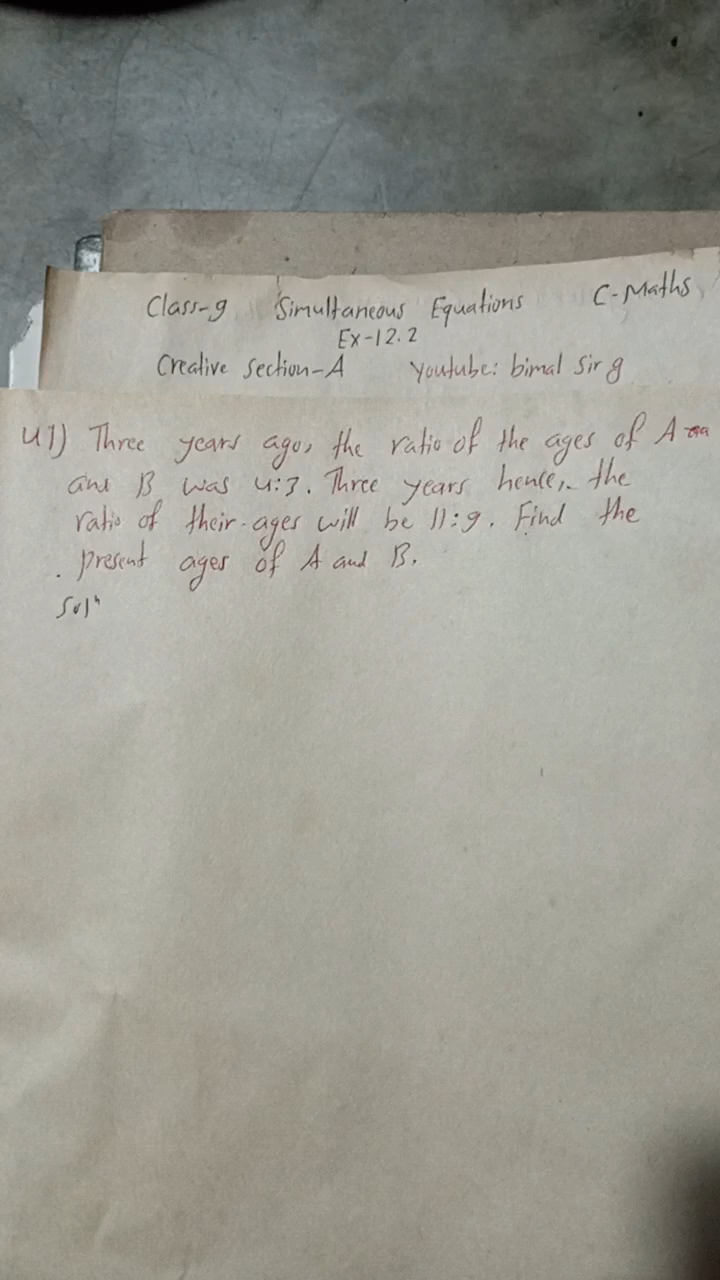 Class-9 Simultaneous Equations C-Maths
Ex-12.2
Creative Section-A Youtube: bimal Sir g
41) Three years ago, the ratio of the ages of A
and B was 4:3. Three years hence, the
ratio of their ages will be 11:9. Find the
present ages of A and B.
Solⁿ